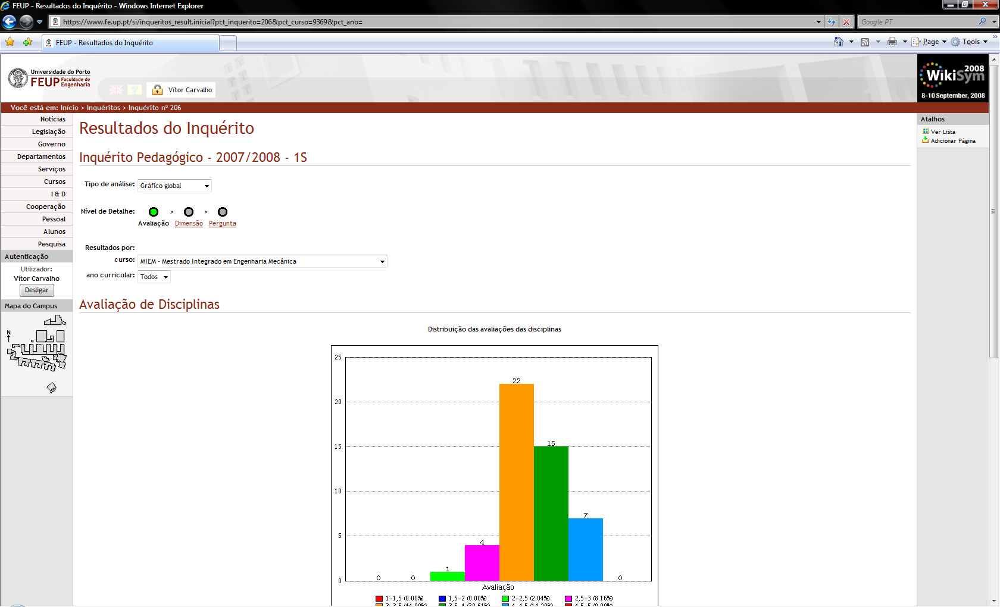 FEUP - Resultados do Inquérito - Windows Internet Explorer
https://www.fe.up.pt/si/inqueritos_result.inicial?pct_inquerito=206&pct_curso=9369&pct_ano=
Google PT
FEUP - Resultados do Inquérito
Page
Tools
Universidade do Porto
FEUP Faculdade de Engenharia
Vítor Carvalho
WikiSym 2008
8-10 September, 2008
Você está em: Início > Inquéritos > Inquérito nº 206
Notícias
Legislação
Governo
Departamentos
Serviços
Cursos
I & D
Cooperação
Pessoal
Alunos
Pesquisa
Autenticação
Utilizador:
Vítor Carvalho
Desligar
Mapa do Campus
N
Resultados do Inquérito
Inquérito Pedagógico - 2007/2008 - 1S
Tipo de análise: Gráfico global
Nível de Detalhe: > >
Avaliação Dimensão Pergunta
Resultados por:
curso: MIEM - Mestrado Integrado em Engenharia Mecânica
ano curricular: Todos
Avaliação de Disciplinas
Distribuição das avaliações das disciplinas
25
20
15
10
5
0
0 0 1 4 22 15 7 0
Avaliação
1-1,5 (0.00%) 1,5-2 (0.00%) 2-2,5 (2.04%) 2,5-3 (8.16%)
Atalhos
Ver Lista
Adicionar Página